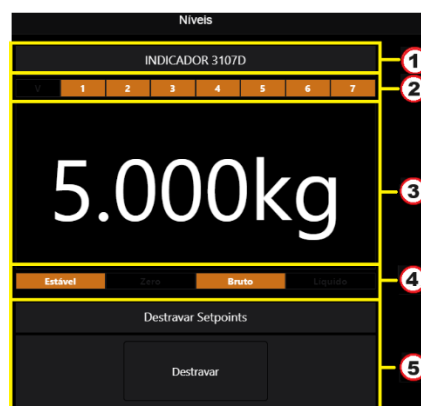 Níveis
INDICADOR 3107D
1
V 1 2 3 4 5 6 7
2
5.000kg
3
Estável Zero Bruto Líquido
4
Destravar Setpoints
Destravar
5